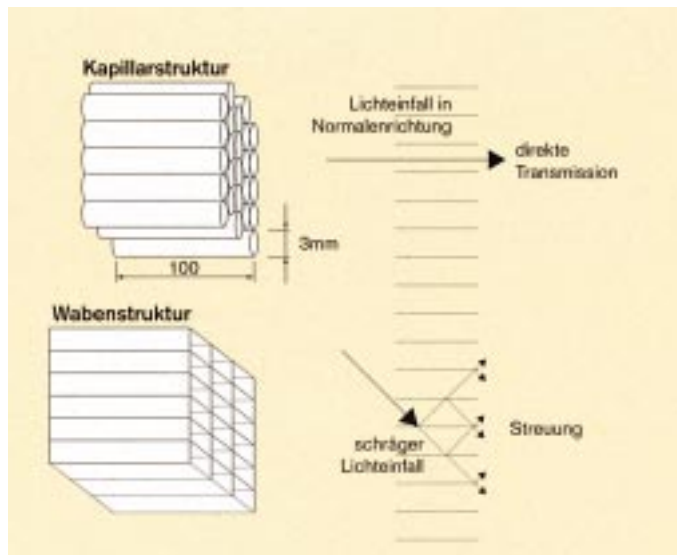 Kapillarstruktur
3mm
100
Wabenstruktur
Lichteinfall in
Normalenrichtung
direkte
Transmission
schräger
Lichteinfall
Streuung